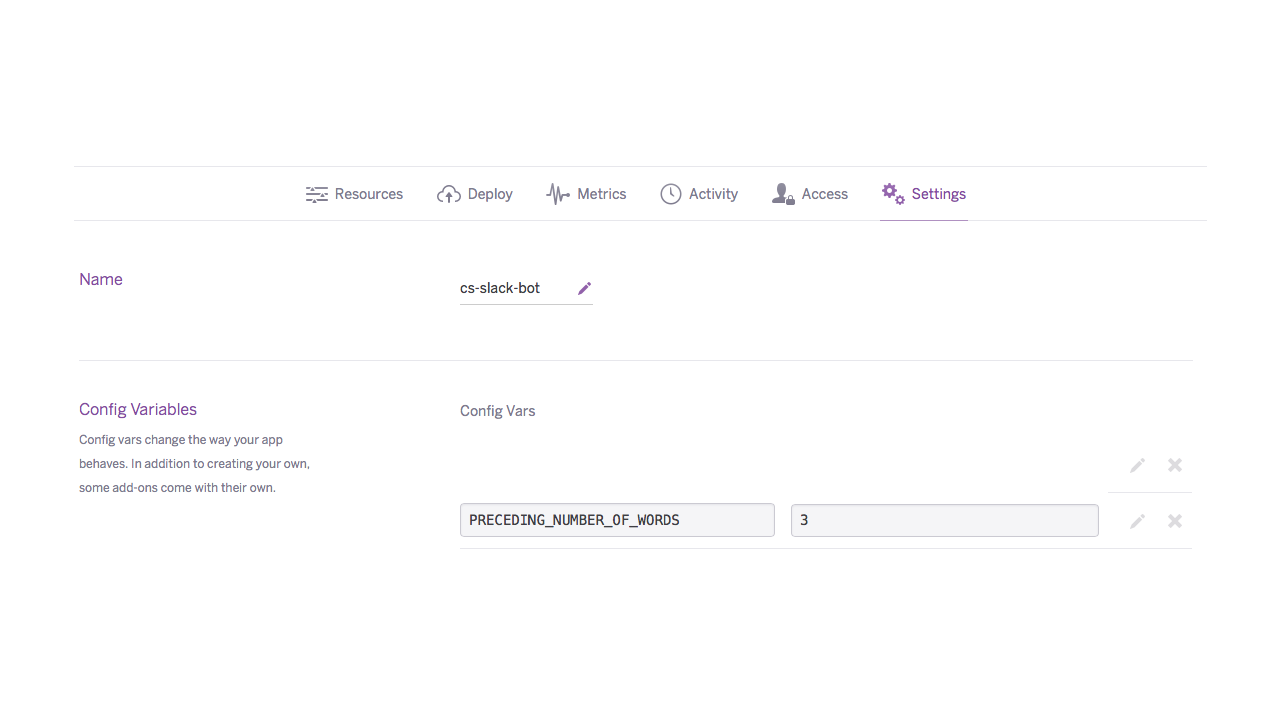 Resources Deploy Metrics Activity Access Settings
Name
cs-slack-bot
Config Variables
Config vars change the way your app
behaves. In addition to creating your own,
some add-ons come with their own.
Config Vars
PRECEDING_NUMBER_OF_WORDS 3